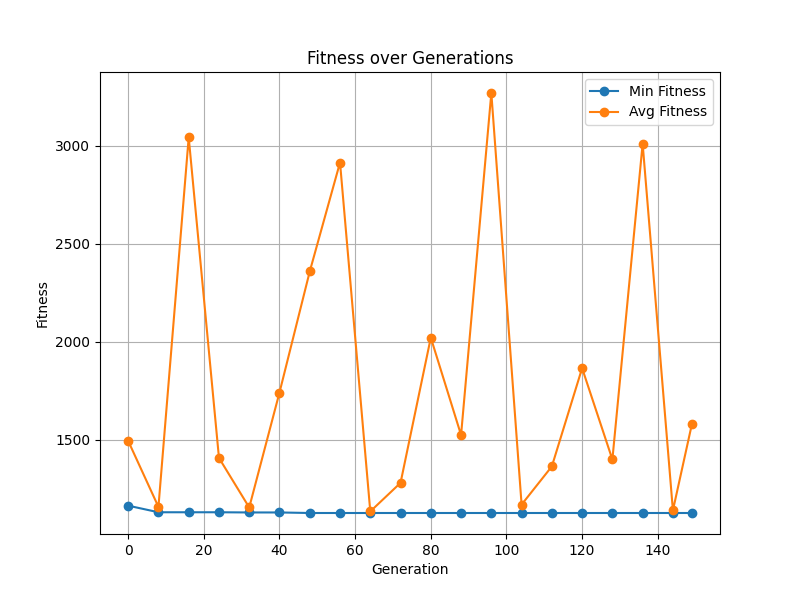 Fitness over Generations
Min Fitness
Avg Fitness
3000
2500
2000
1500
Fitness
0 20 40 60 80 100 120 140
Generation